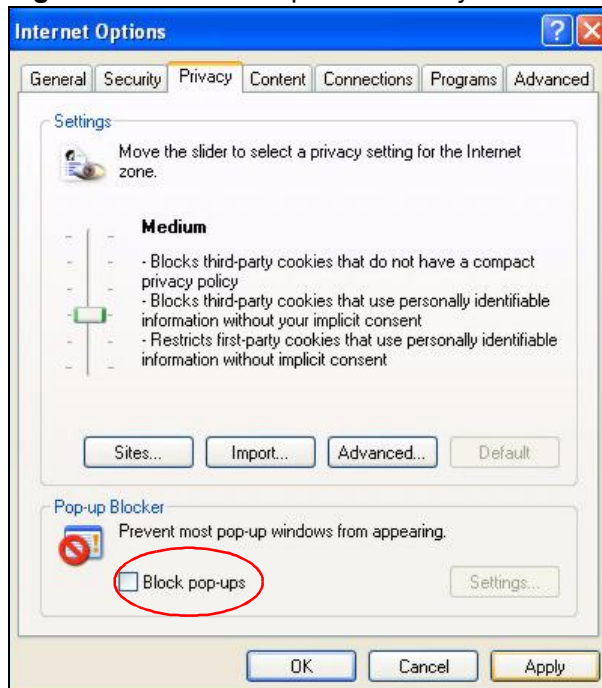 Internet Options
General Security Privacy Content Connections Programs Advanced
Settings
Move the slider to select a privacy setting for the Internet
zone.
Medium
- Blocks third-party cookies that do not have a compact
privacy policy
- Blocks third-party cookies that use personally identifiable
information without your implicit consent
- Restricts first-party cookies that use personally identifiable
information without implicit consent
Sites... Import... Advanced... Default
Pop-up Blocker
Prevent most pop-up windows from appearing.
Block pop-ups
Settings...
OK Cancel Apply